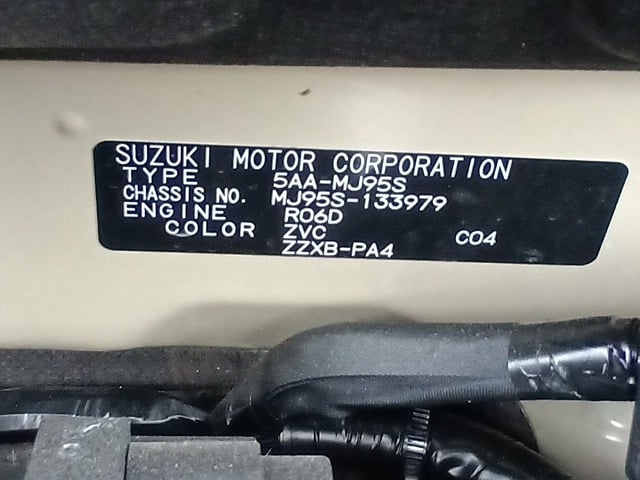 SUZUKI MOTOR CORPORATION
TYPE 5AA-MJ95S
CHASSIS NO. MJ95S-133979
ENGINE R06D
COLOR ZVC C04
ZZXB-PA4